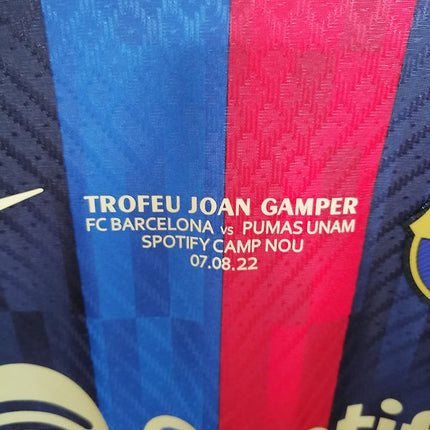 TROFEU JOAN GAMPER
FC BARCELONA vs PUMAS UNAM
SPOTIFY CAMP NOU
07.08.22